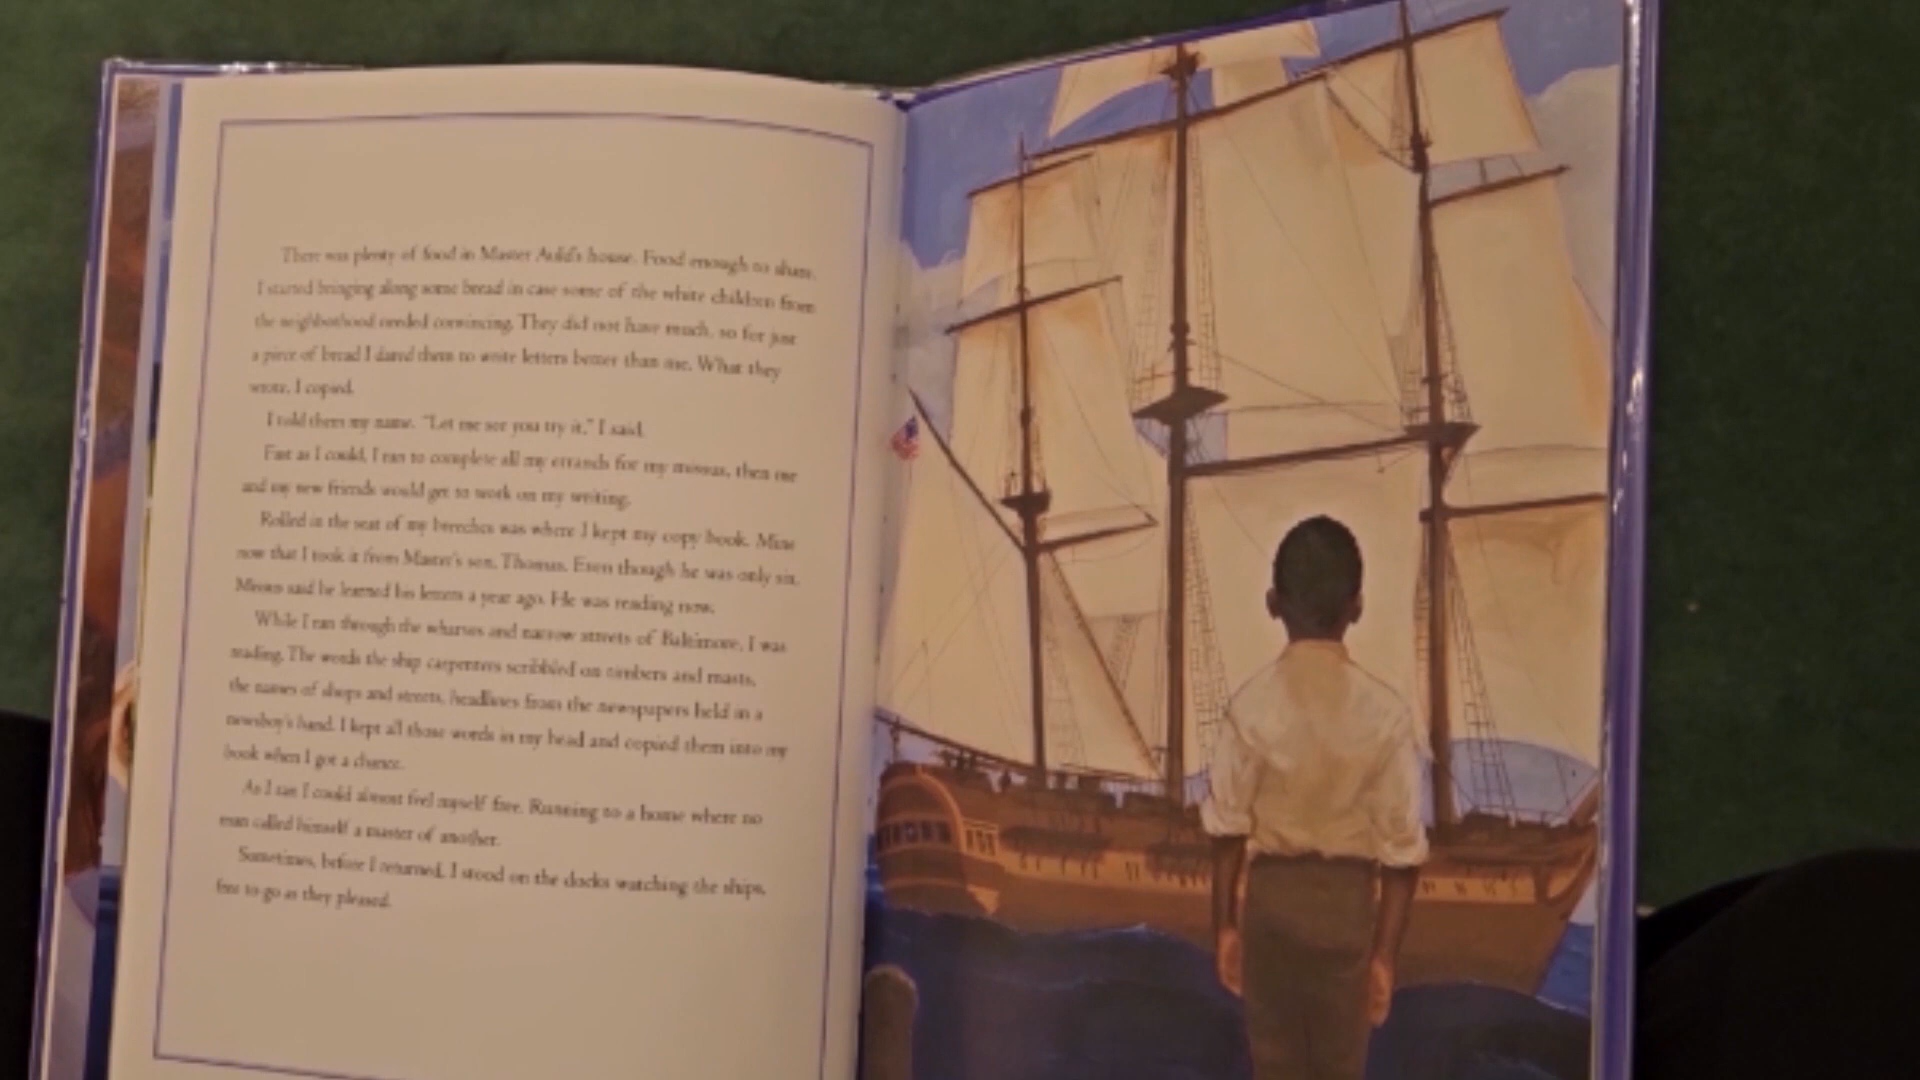 There was plenty of food in Master Auld's house. Food enough to share.
I started bringing along some bread in case some of the white children from
the neighborhood needed convincing. They did not have much, so for just
a piece of bread I dared them to write letters better than me. What they
wrote, I copied.
I told them my name. "Let me see you try it," I said.
Fast as I could, I ran to complete all my errands for my missus, then me
and my new friends would get to work on my writing.
Rolled in the seat of my breeches was where I kept my copy book. Mine
now that I took it from Master's son, Thomas. Even though he was only six,
Missus said he learned his letters a year ago. He was reading now.
While I ran through the wharves and narrow streets of Baltimore, I was
reading. The words the ship carpenters scribbled on timbers and masts,
the names of shops and streets, headlines from the newspapers held in a
newsboy's hand. I kept all those words in my head and copied them into my
book when I got a chance.
As I ran I could almost feel myself free. Running to a home where no
man called himself a master of another.
Sometimes, before I returned, I stood on the docks watching the ships,
free to go as they pleased.